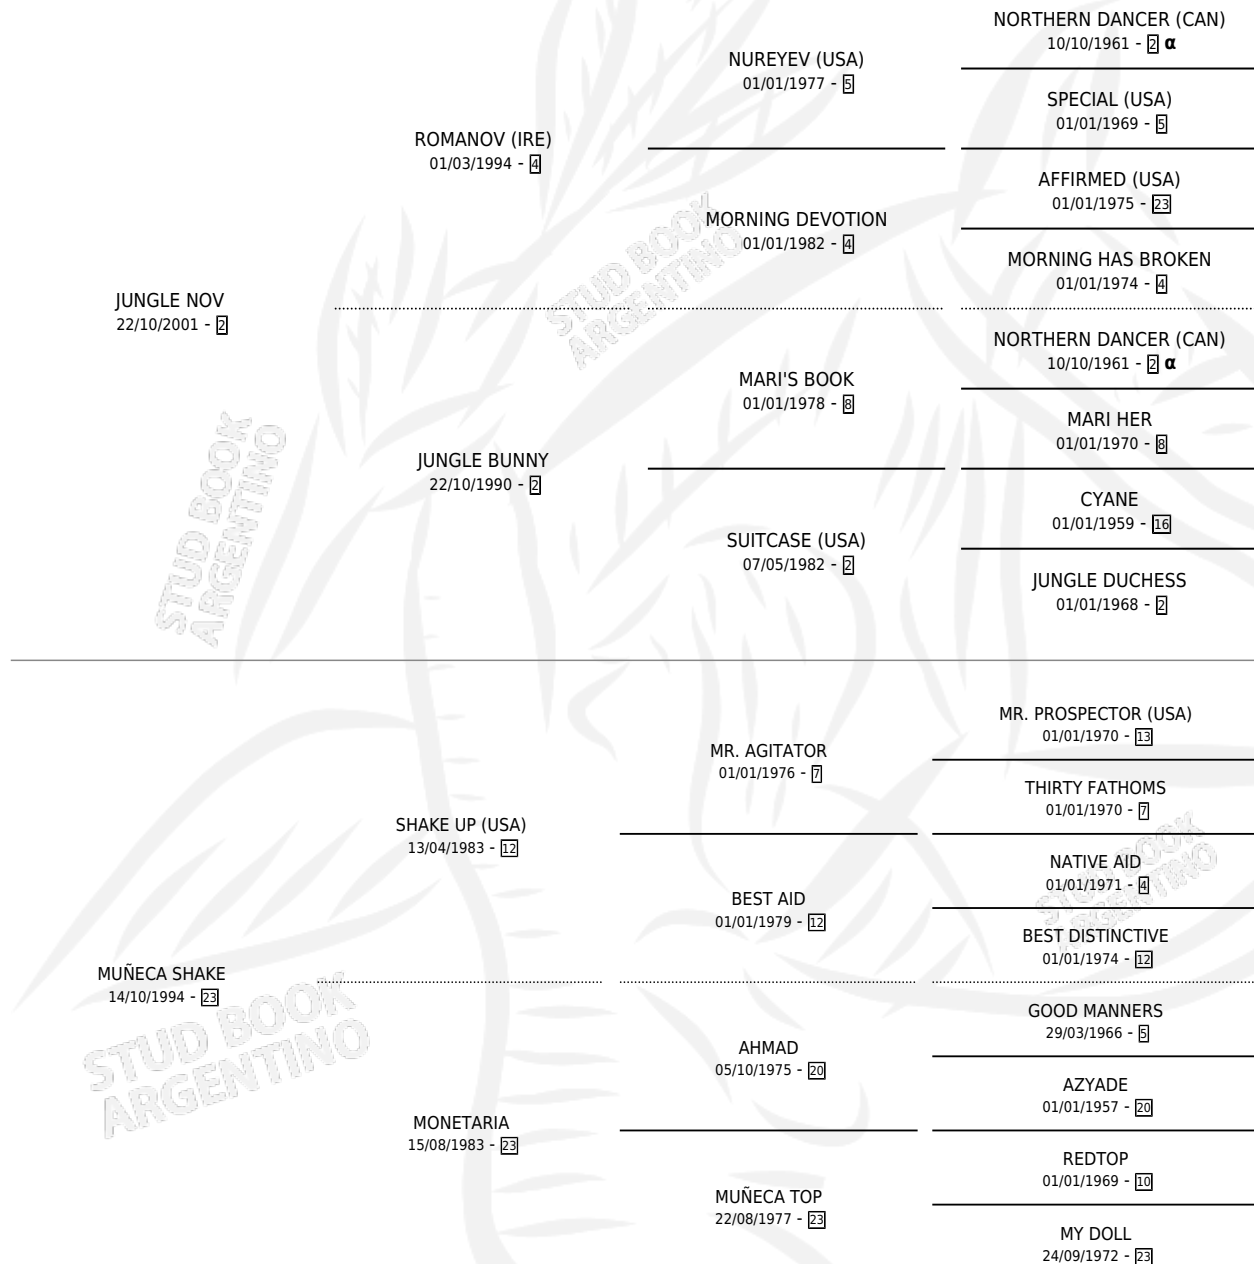 NORTHERN DANCER (CAN)
10/10/1961 - 2 α
NUREYEV (USA)
01/01/1977 - 5
SPECIAL (USA)
01/01/1969 - 5
ROMANOV (IRE)
01/03/1994 - 4
AFFIRMED (USA)
01/01/1975 - 23
MORNING DEVOTION
01/01/1982 - 4
MORNING HAS BROKEN
01/01/1974 - 4
JUNGLE NOV
22/10/2001 - 2
NORTHERN DANCER (CAN)
10/10/1961 - 2 α
MARI'S BOOK
01/01/1978 - 8
MARI HER
01/01/1970 - 8
JUNGLE BUNNY
22/10/1990 - 2
CYANE
01/01/1959 - 16
SUITCASE (USA)
07/05/1982 - 2
JUNGLE DUCHESS
01/01/1968 - 2
MR. PROSPECTOR (USA)
01/01/1970 - 13
MR. AGITATOR
01/01/1976 - 7
THIRTY FATHOMS
01/01/1970 - 7
SHAKE UP (USA)
13/04/1983 - 12
NATIVE AID
01/01/1971 - 4
BEST AID
01/01/1979 - 12
BEST DISTINCTIVE
01/01/1974 - 12
MUÑECA SHAKE
14/10/1994 - 23
GOOD MANNERS
29/03/1966 - 5
AHMAD
05/10/1975 - 20
AZYADE
01/01/1957 - 20
MONETARIA
15/08/1983 - 23
REDTOP
01/01/1969 - 10
MUÑECA TOP
22/08/1977 - 23
MY DOLL
24/09/1972 - 23
STUD BOOK
ARGENTINO
STUD BOOK
ARGENTINO
STUD BOOK
ARGENTINO
STUD BOOK
ARGENTINO